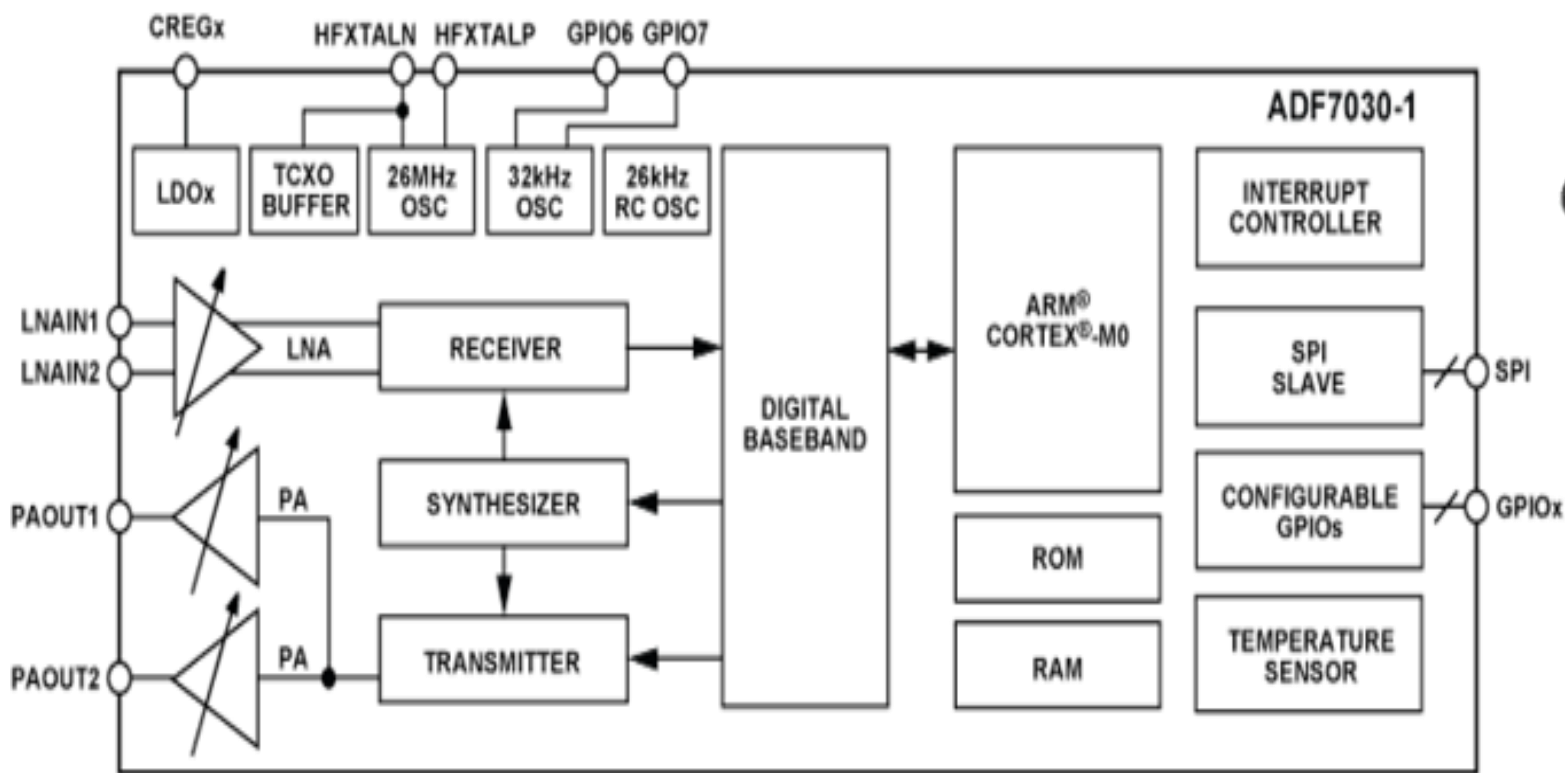 CREGx
HFXTALN
HFXTALP
GPIO6
GPIO7
ADF7030-1
LDOx
TCXO
BUFFER
26MHz
OSC
32kHz
OSC
26kHz
RC OSC
INTERRUPT
CONTROLLER
LNAIN1
LNAIN2
LNA
RECEIVER
ARM®
CORTEX®-M0
SPI
SLAVE
SPI
DIGITAL
BASEBAND
PAOUT1
PA
SYNTHESIZER
CONFIGURABLE
GPIOs
GPIOx
ROM
PAOUT2
PA
TRANSMITTER
RAM
TEMPERATURE
SENSOR